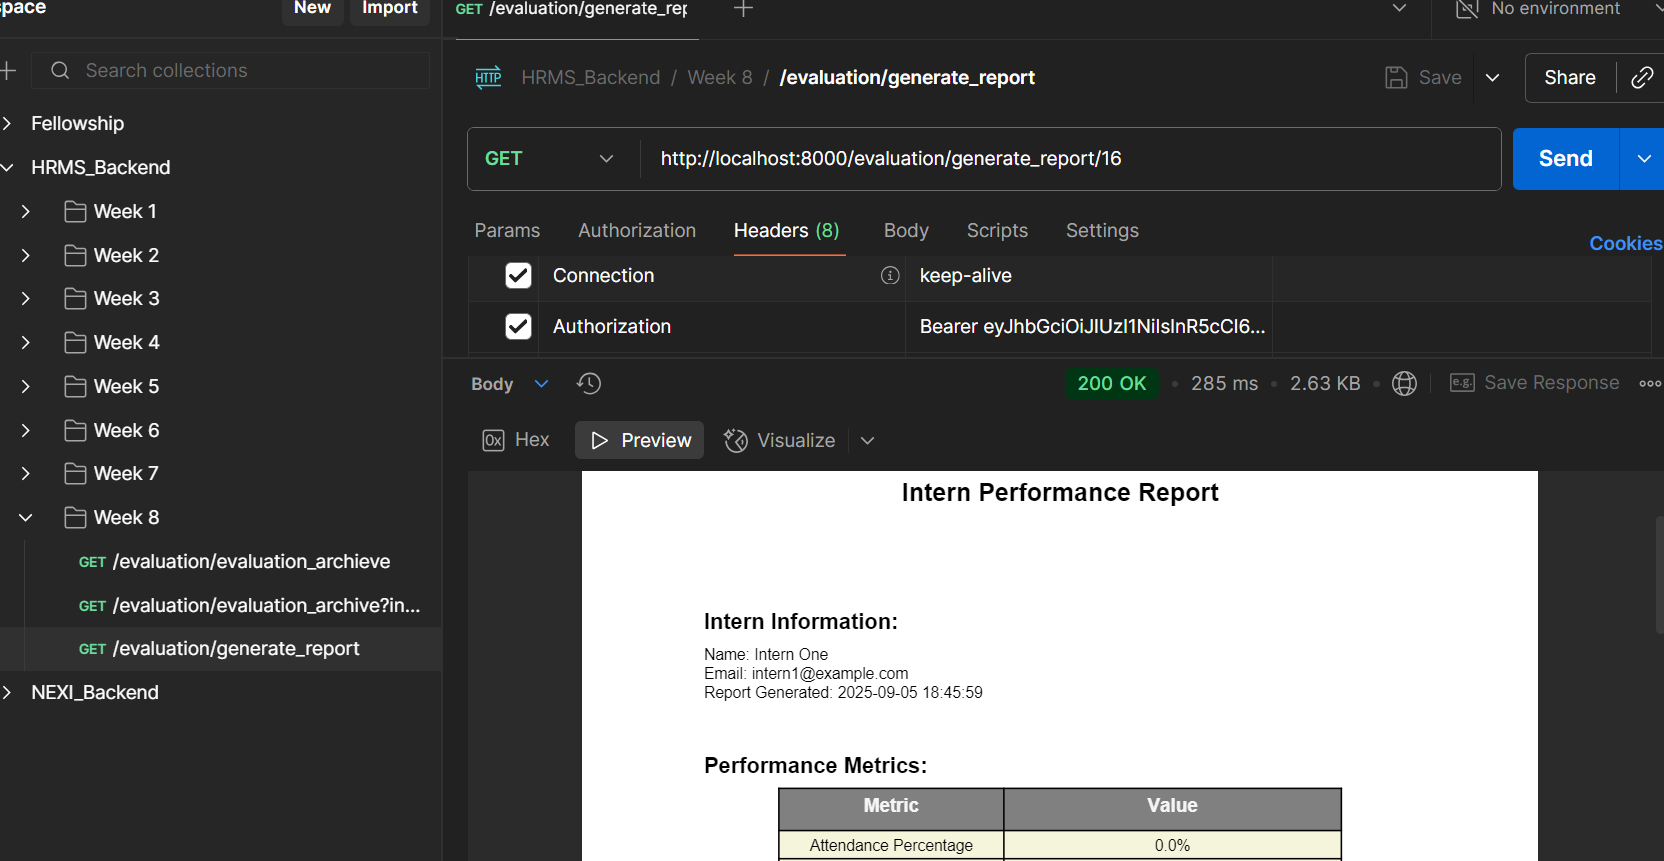 space
New
Import
GET /evaluation/generate_rep
No environment
Search collections
HTTP HRMS_Backend / Week 8 / /evaluation/generate_report
Save
Share
Fellowship
HRMS_Backend
Week 1
Week 2
Week 3
Week 4
Week 5
Week 6
Week 7
Week 8
GET /evaluation/evaluation_archieve
GET /evaluation/evaluation_archive?in...
GET /evaluation/generate_report
NEXI_Backend
GET
http://localhost:8000/evaluation/generate_report/16
Send
Params
Authorization
Headers (8)
Body
Scripts
Settings
Cookies
Connection
keep-alive
Authorization
Bearer eyJhbGciOiJIUzI1NiIsInR5cCI6...
Body
200 OK • 285 ms • 2.63 KB •
e.g. Save Response
0x Hex
Preview
Visualize
Intern Performance Report
Intern Information:
Name: Intern One
Email: intern1@example.com
Report Generated: 2025-09-05 18:45:59
Performance Metrics:
Metric Value
Attendance Percentage 0.0%